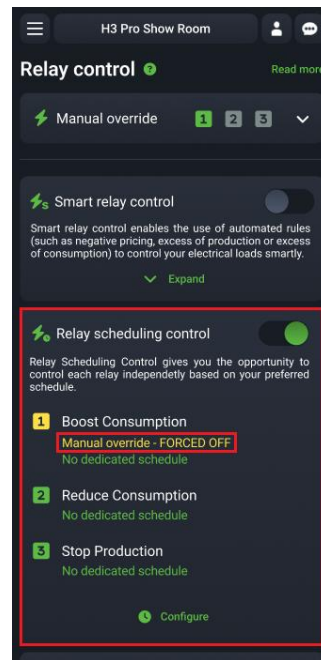 H3 Pro Show Room
Relay control
Read more
Manual override 1 2 3
Smart relay control
Smart relay control enables the use of automated rules
(such as negative pricing, excess of production or excess
of consumption) to control your electrical loads smartly.
Expand
Relay scheduling control
Relay Scheduling Control gives you the opportunity to
control each relay independetly based on your preferred
schedule.
1 Boost Consumption
Manual override - FORCED OFF
No dedicated schedule
2 Reduce Consumption
No dedicated schedule
3 Stop Production
No dedicated schedule
Configure